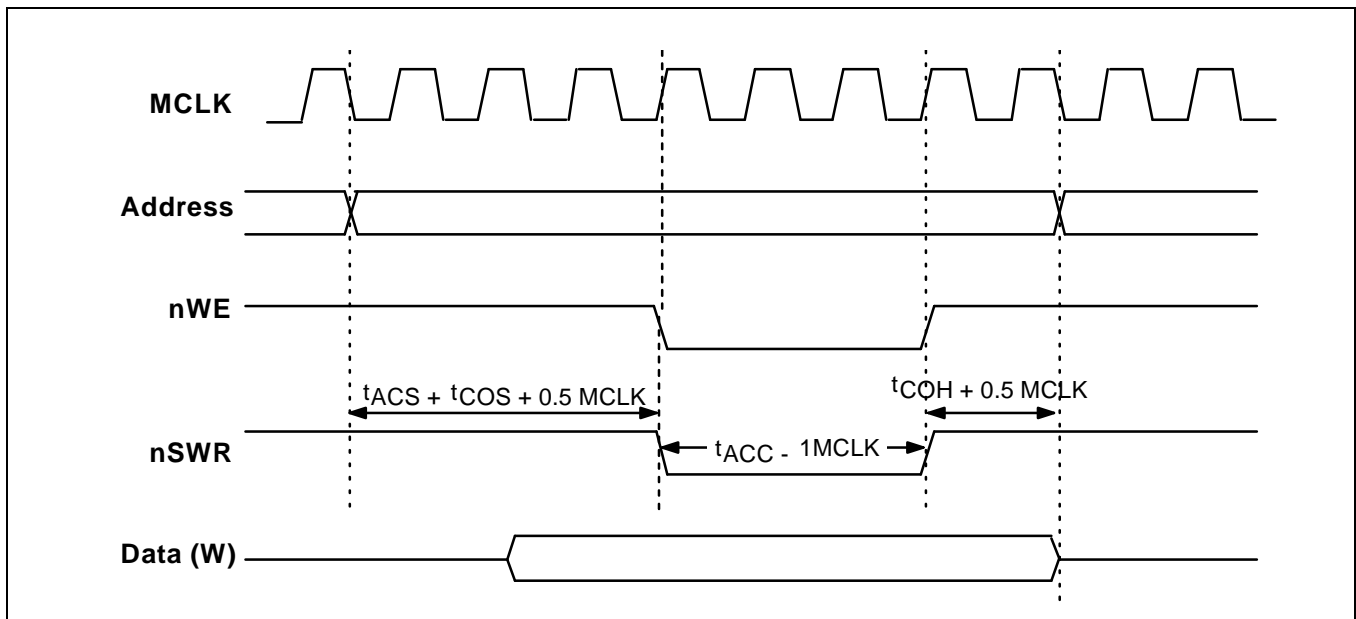 MCLK
Address
nWE
tACS + tCOS + 0.5 MCLK
tCOH + 0.5 MCLK
nSWR
tACC - 1MCLK
Data (W)